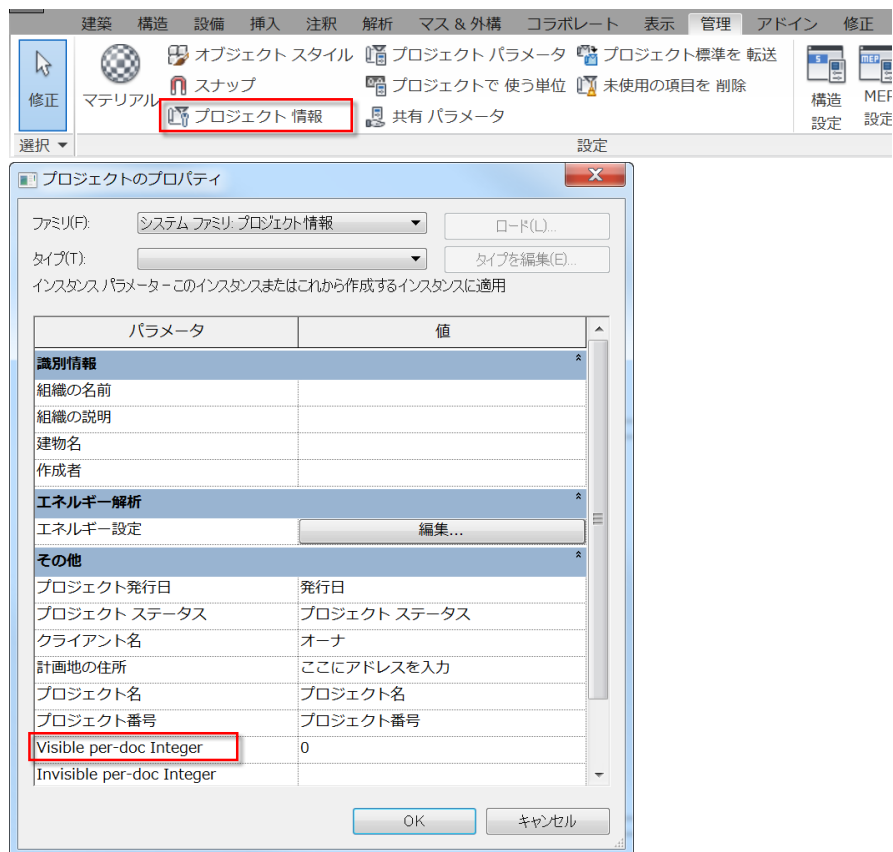 建築 構造 設備 挿入 注釈 解析 マス & 外構 コラボレート 表示 管理 アドイン 修正
オブジェクト スタイル プロジェクト パラメータ プロジェクト標準を 転送
スナップ プロジェクトで 使う単位 未使用の項目を 削除
修正 マテリアル 構造 MEP
プロジェクト 情報 共有 パラメータ 設定 設定
選択 設定
プロジェクトのプロパティ
ファミリ(F): システム ファミリ: プロジェクト情報 ロード(L)...
タイプ(T): タイプを編集(E)...
インスタンス パラメータ - このインスタンスまたはこれから作成するインスタンスに適用
パラメータ 値
識別情報
組織の名前
組織の説明
建物名
作成者
エネルギー解析
エネルギー設定 編集...
その他
プロジェクト発行日 発行日
プロジェクト ステータス プロジェクト ステータス
クライアント名 オーナ
計画地の住所 ここにアドレスを入力
プロジェクト名 プロジェクト名
プロジェクト番号 プロジェクト番号
Visible per-doc Integer 0
Invisible per-doc Integer
OK キャンセル